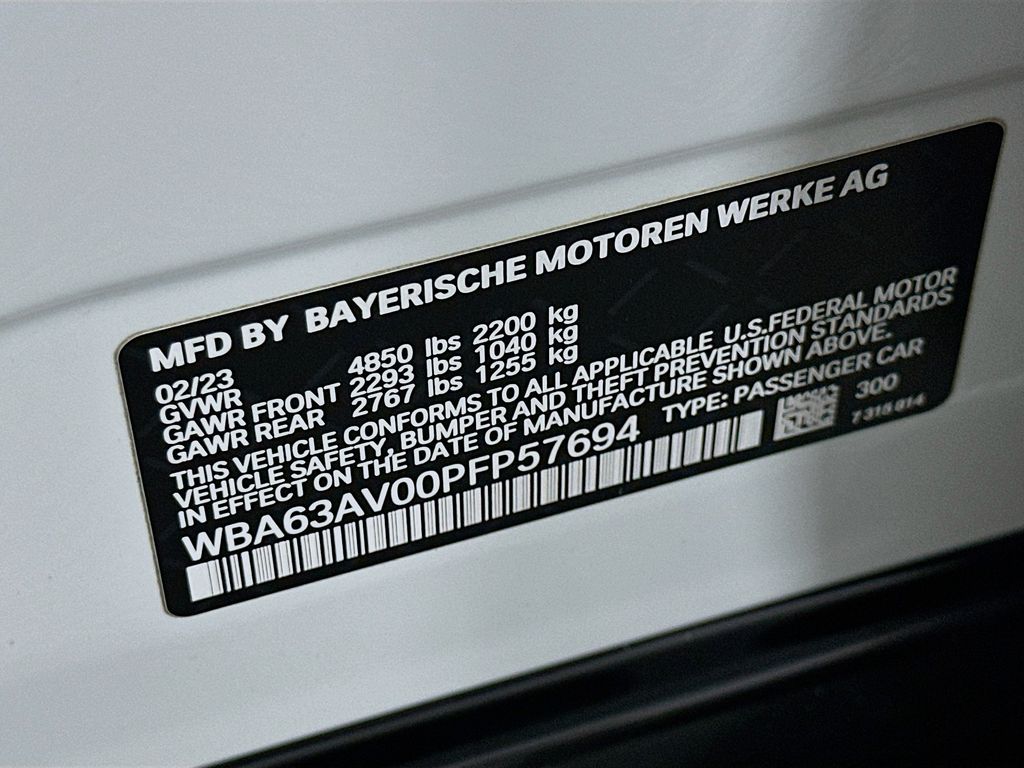 MFD BY BAYERISCHE MOTOREN WERKE AG
02/23
GVWR 4850 lbs 2200 kg
GAWR FRONT 2293 lbs 1040 kg
GAWR REAR 2767 lbs 1255 kg
THIS VEHICLE CONFORMS TO ALL APPLICABLE U.S.FEDERAL MOTOR
VEHICLE SAFETY, BUMPER AND THEFT PREVENTION STANDARDS
IN EFFECT ON THE DATE OF MANUFACTURE SHOWN ABOVE.
WBA63AV00PFP57694 TYPE: PASSENGER CAR
300
7 318 614